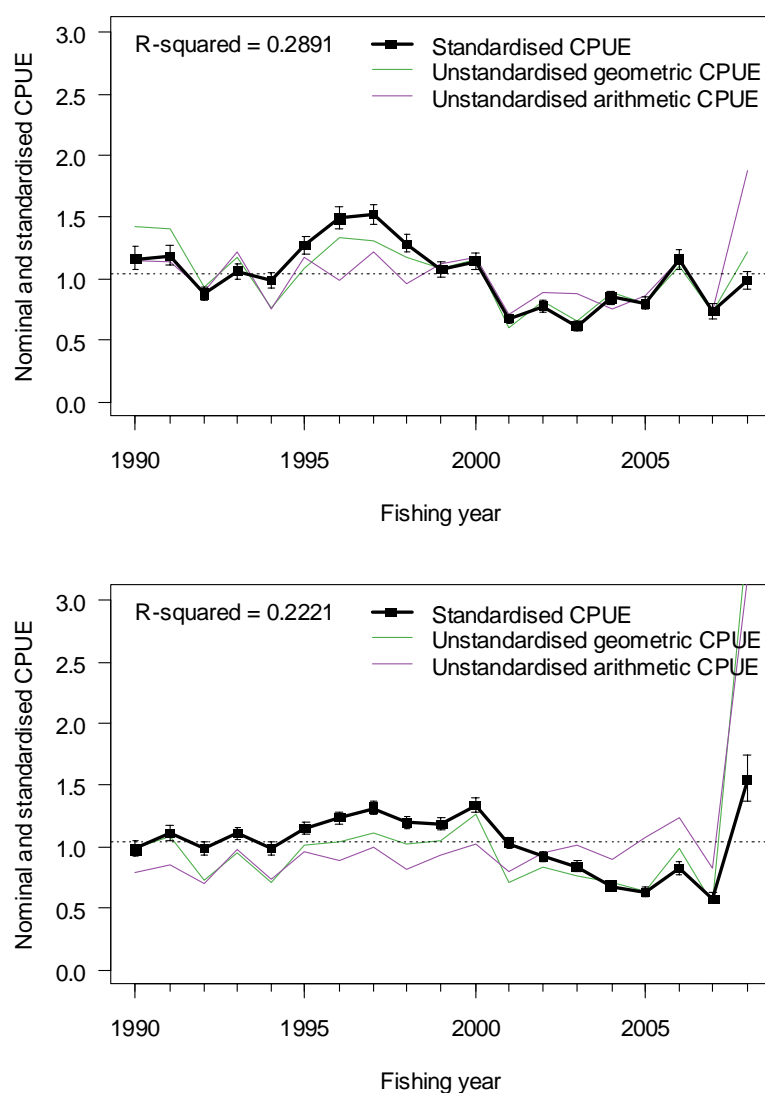 3.0
R-squared = 0.2891
Standardised CPUE
Unstandardised geometric CPUE
Unstandardised arithmetic CPUE
2.5
2.0
1.5
1.0
0.5
0.0
Nominal and standardised CPUE
1990
1995
2000
2005
Fishing year
3.0
R-squared = 0.2221
Standardised CPUE
Unstandardised geometric CPUE
Unstandardised arithmetic CPUE
2.5
2.0
1.5
1.0
0.5
0.0
Nominal and standardised CPUE
1990
1995
2000
2005
Fishing year